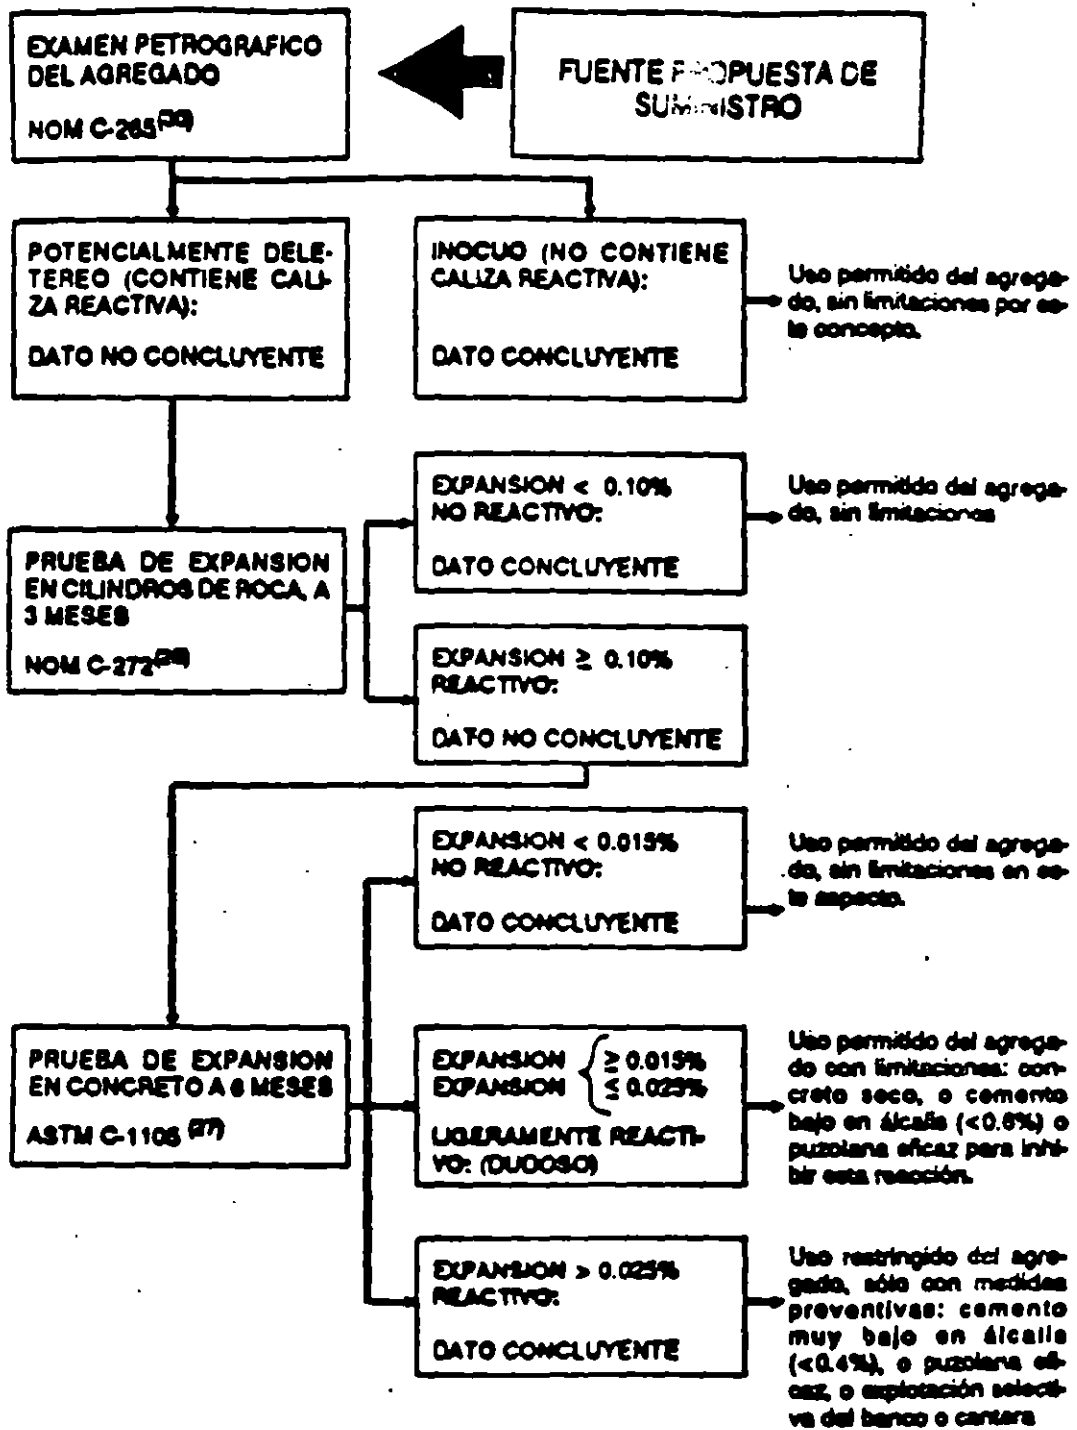 EXAMEN PETROGRAFICO
DEL AGREGADO
NOM C-265(30)
FUENTE PROPUESTA DE
SUMINISTRO
POTENCIALMENTE DELE-
TEREO (CONTIENE CALI-
ZA REACTIVA):
DATO NO CONCLUYENTE
INOCUO (NO CONTIENE
CALIZA REACTIVA):
DATO CONCLUYENTE
Uso permitido del agrega-
do, sin limitaciones por es-
te concepto.
PRUEBA DE EXPANSION
EN CILINDROS DE ROCA, A
3 MESES
NOM C-272(26)
EXPANSION < 0.10%
NO REACTIVO:
DATO CONCLUYENTE
Uso permitido del agrega-
do, sin limitaciones
EXPANSION ≥ 0.10%
REACTIVO:
DATO NO CONCLUYENTE
EXPANSION < 0.015%
NO REACTIVO:
DATO CONCLUYENTE
Uso permitido del agrega-
do, sin limitaciones en es-
te aspecto.
PRUEBA DE EXPANSION
EN CONCRETO A 6 MESES
ASTM C-1105 (27)
EXPANSION ≥ 0.015%
EXPANSION ≤ 0.025%
LIGERAMENTE REACTI-
VO: (DUDOSO)
Uso permitido del agrega-
do con limitaciones: con-
creto seco, o cemento
bajo en álcalis (<0.6%) o
puzolana eficaz para inhi-
bir esta reacción.
EXPANSION > 0.025%
REACTIVO:
DATO CONCLUYENTE
Uso restringido del agre-
gado, sólo con medidas
preventivas: cemento
muy bajo en álcalis
(<0.4%), o puzolana efi-
caz, o explotación selecti-
va del banco o cantera